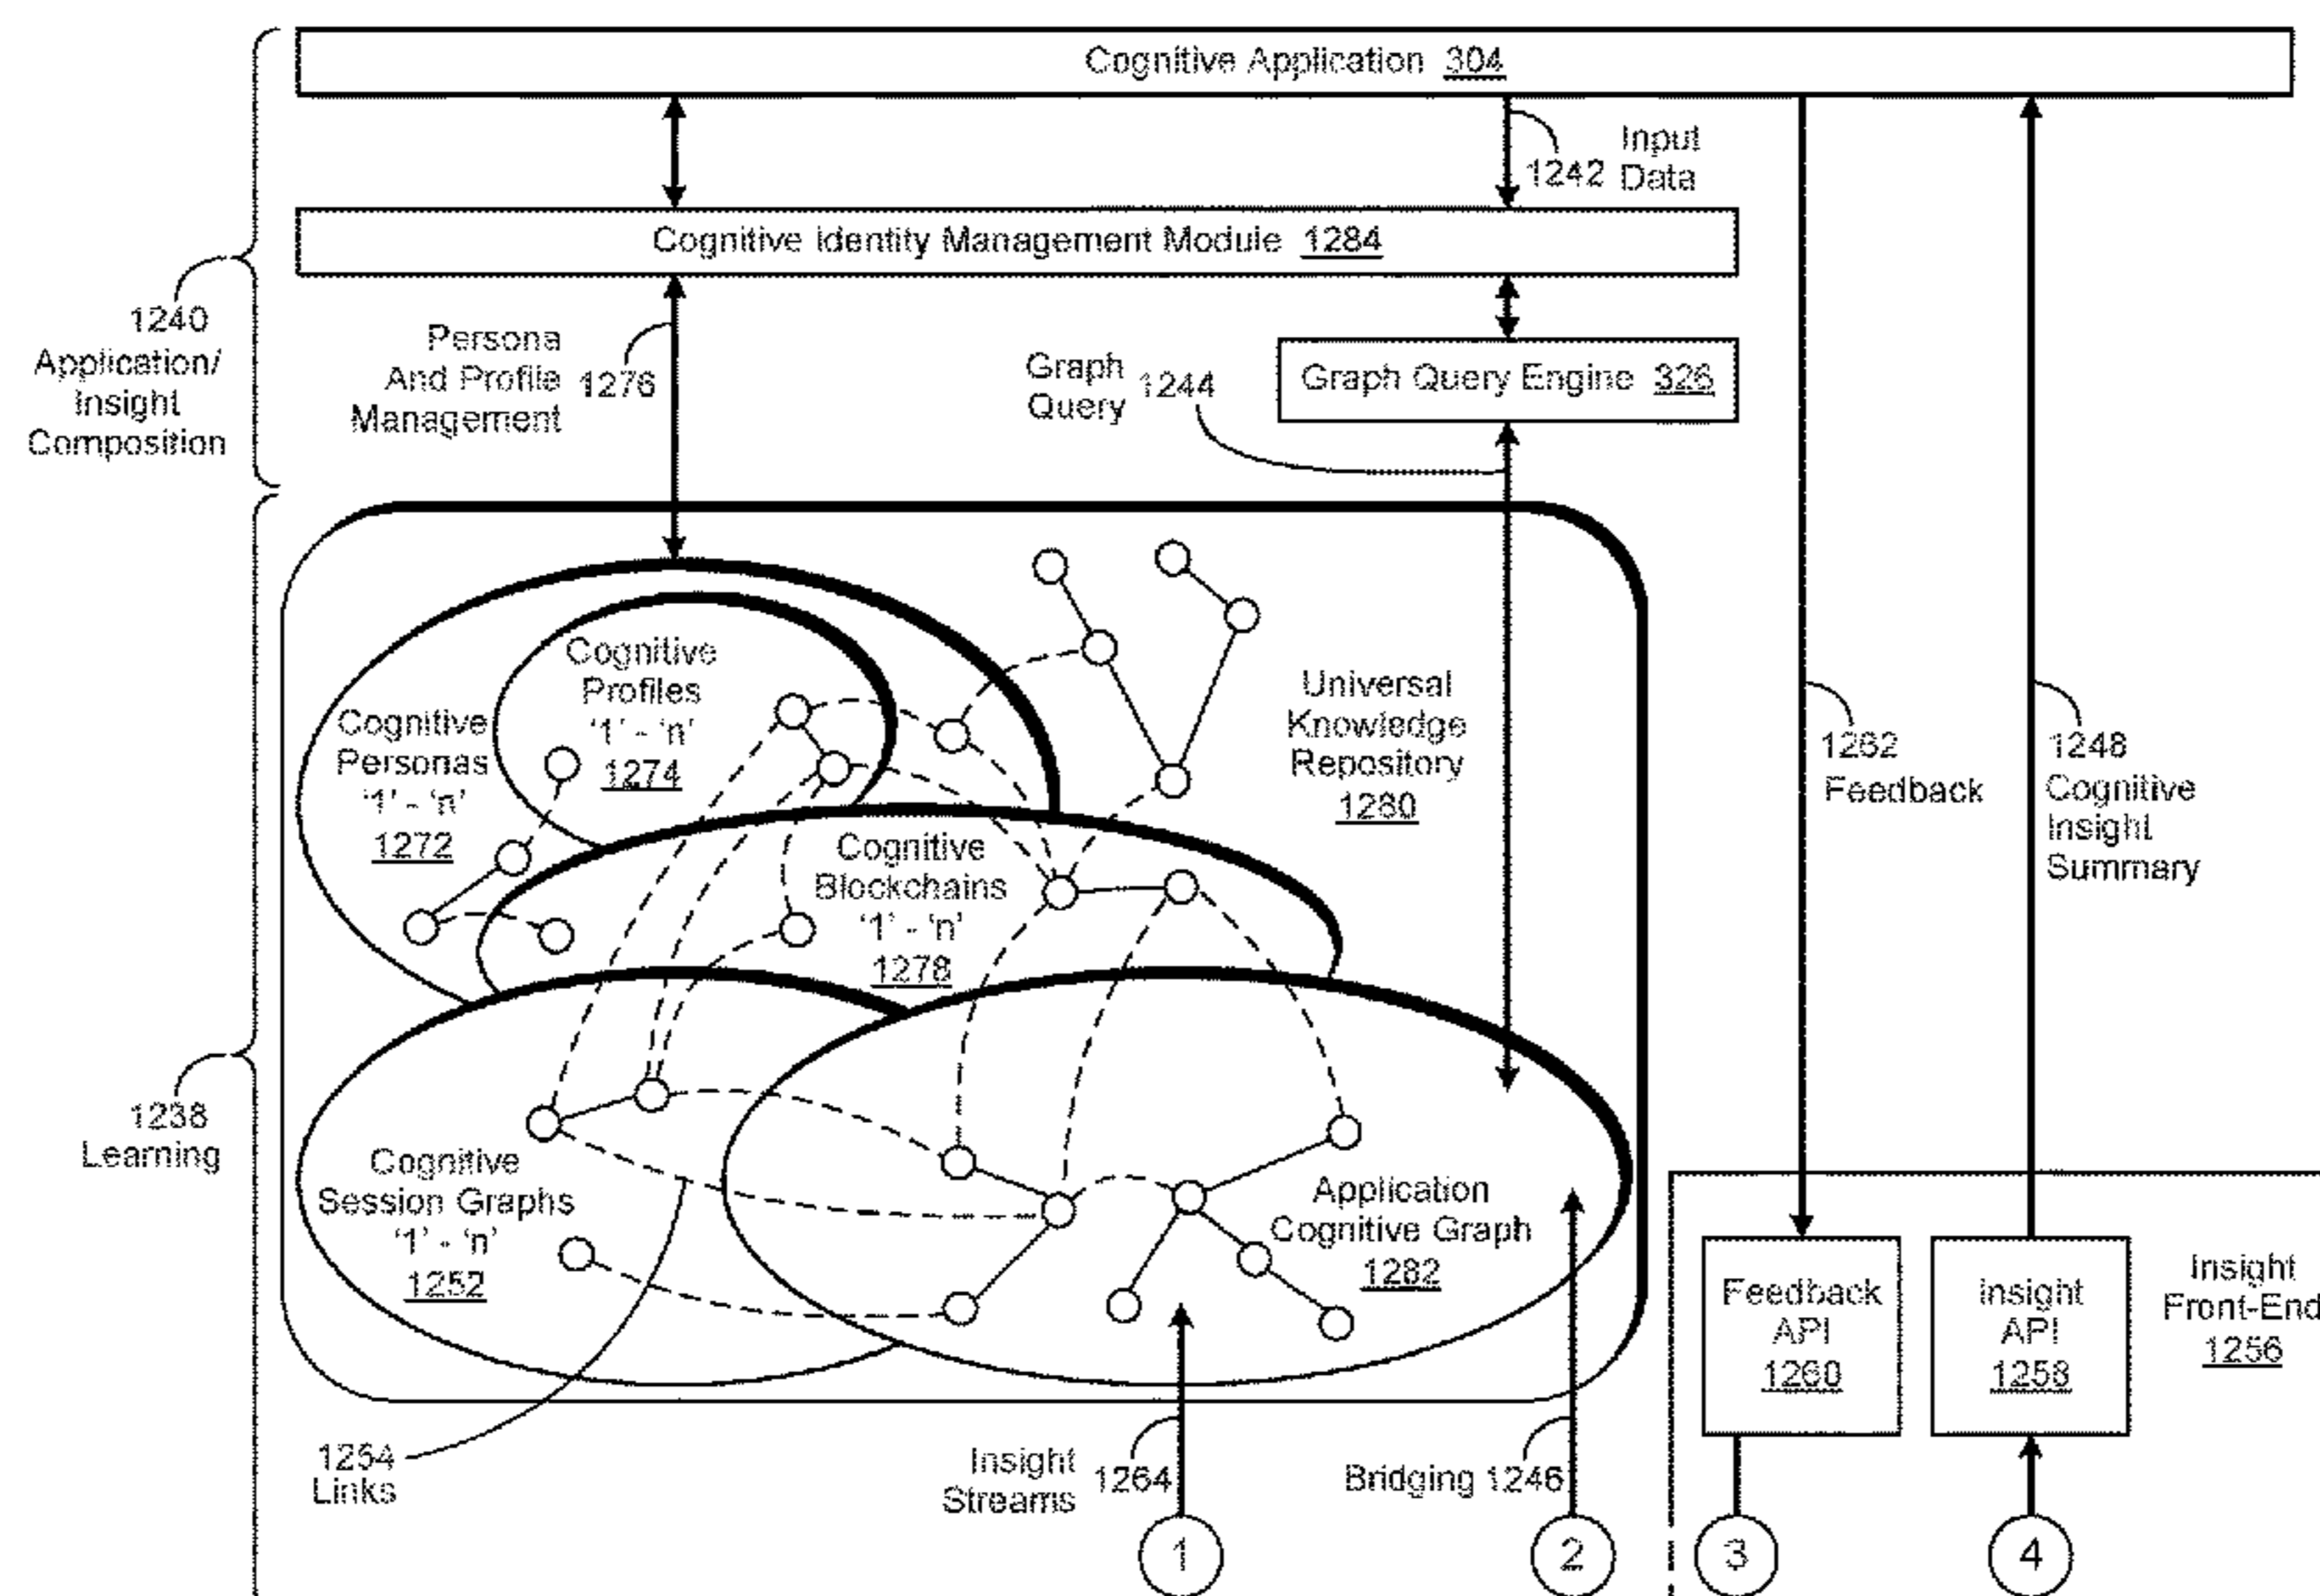 Cognitive Application 304
Input
Data
1242
Cognitive Identity Management Module 1284
1240
Application/
Insight
Composition
Persona
And Profile
Management
1276
Graph
Query
1244
Graph Query Engine 326
Cognitive
Profiles
‘1’ - ‘n’
1274
Cognitive
Personas
‘1’ - ‘n’
1272
Universal
Knowledge
Repository
1280
1262
Feedback
1248
Cognitive
Insight
Summary
Cognitive
Blockchains
‘1’ - ‘n’
1278
1238
Learning
Cognitive
Session Graphs
‘1’ - ‘n’
1252
Application
Cognitive Graph
1282
Feedback
API
1260
Insight
API
1258
Insight
Front-End
1256
1254
Links
Insight
Streams
1264
Bridging 1246
1
2
3
4